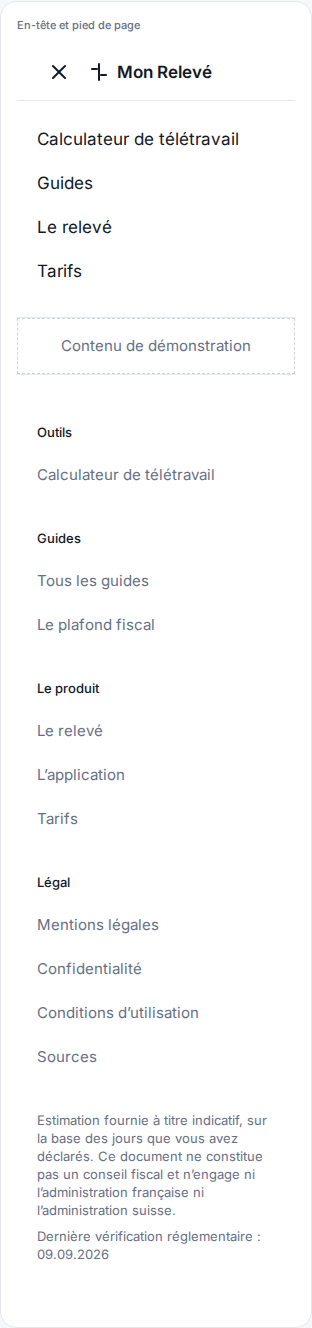 En-tête et pied de page
Mon Relevé
Calculateur de télétravail
Guides
Le relevé
Tarifs
Contenu de démonstration
Outils
Calculateur de télétravail
Guides
Tous les guides
Le plafond fiscal
Le produit
Le relevé
L’application
Tarifs
Légal
Mentions légales
Confidentialité
Conditions d’utilisation
Sources
Estimation fournie à titre indicatif, sur
la base des jours que vous avez
déclarés. Ce document ne constitue
pas un conseil fiscal et n’engage ni
l’administration française ni
l’administration suisse.
Dernière vérification réglementaire :
09.09.2026